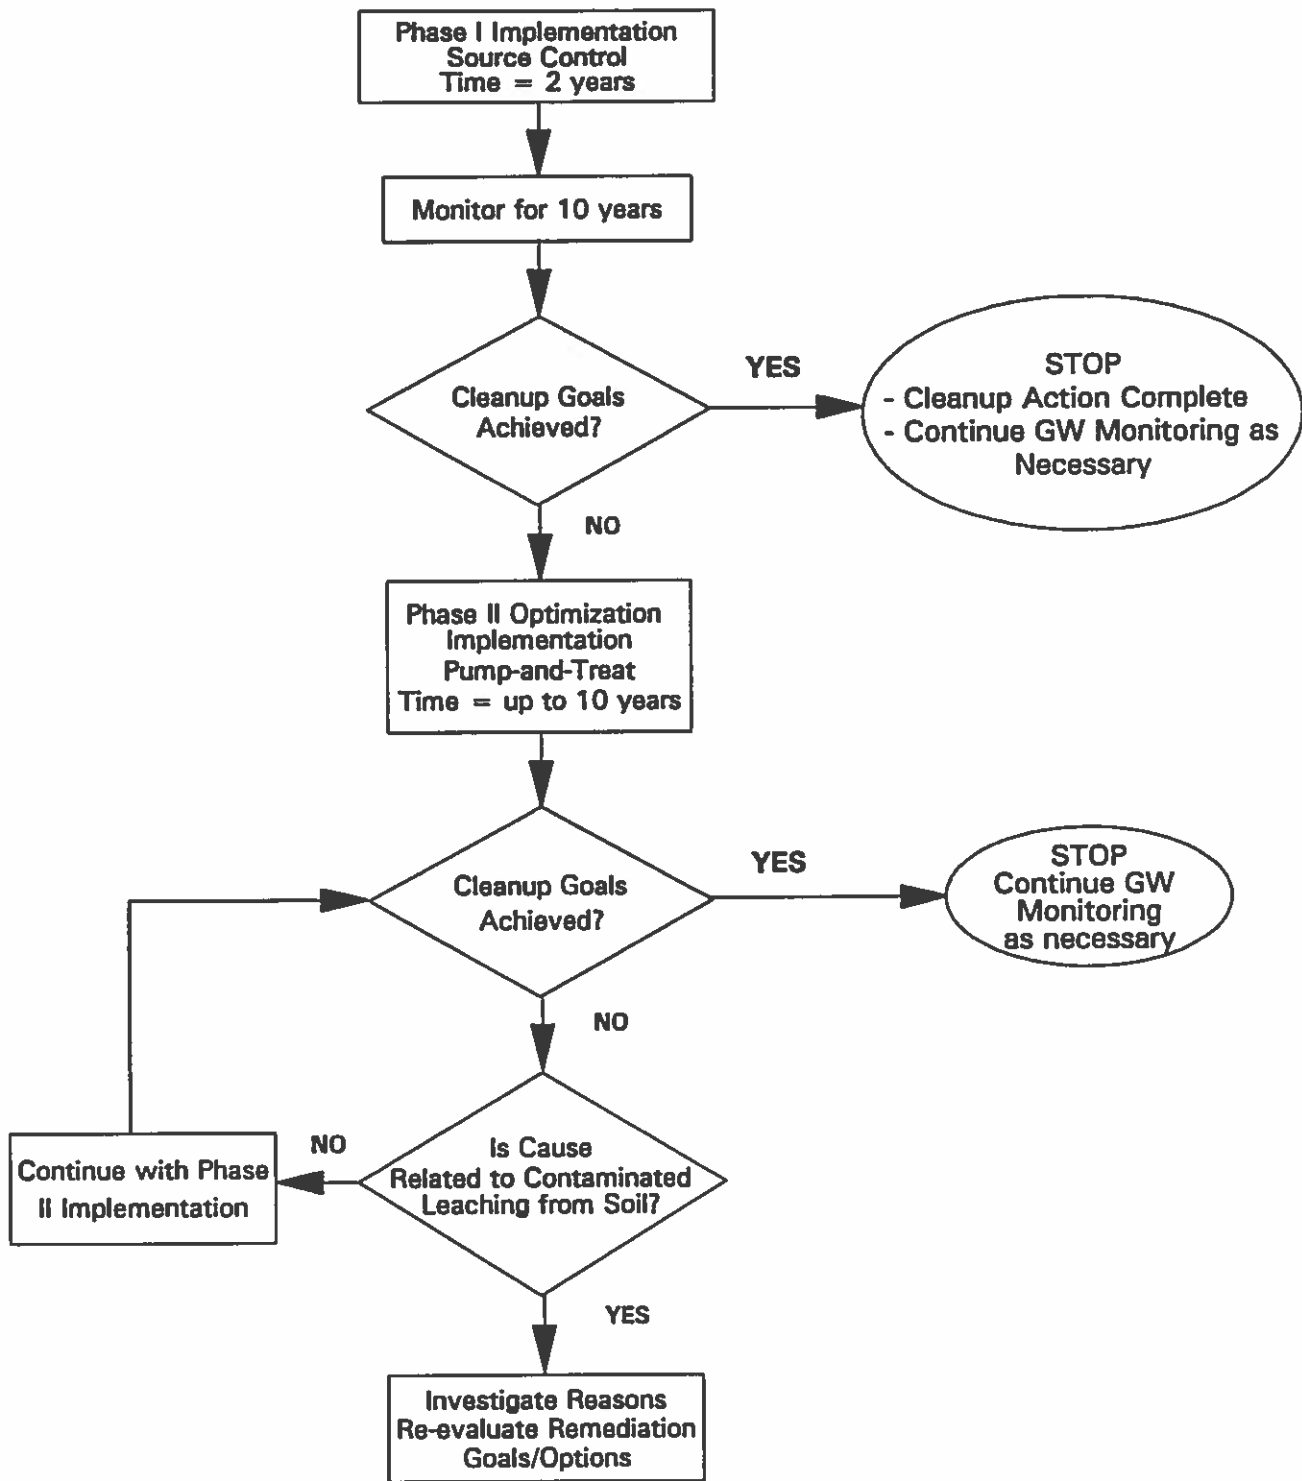 Phase I Implementation
Source Control
Time = 2 years
Monitor for 10 years
Cleanup Goals
Achieved?
YES
STOP
- Cleanup Action Complete
- Continue GW Monitoring as
Necessary
NO
Phase II Optimization
Implementation
Pump-and-Treat
Time = up to 10 years
Cleanup Goals
Achieved?
YES
STOP
Continue GW
Monitoring
as necessary
NO
Is Cause
Related to Contaminated
Leaching from Soil?
NO
Continue with Phase
II Implementation
YES
Investigate Reasons
Re-evaluate Remediation
Goals/Options